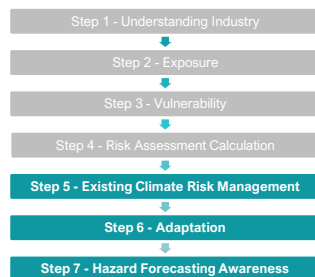 Step 1 - Understanding Industry
Step 2 - Exposure
Step 3 - Vulnerability
Step 4 - Risk Assessment Calculation
Step 5 - Existing Climate Risk Management
Step 6 - Adaptation
Step 7 - Hazard Forecasting Awareness